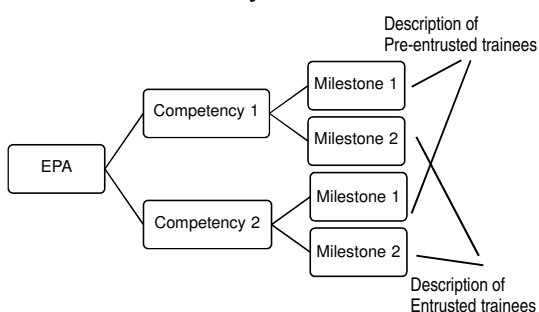 Description of
Pre-entrusted trainees
Milestone 1
Competency 1
Milestone 2
EPA
Milestone 1
Competency 2
Milestone 2
Description of
Entrusted trainees